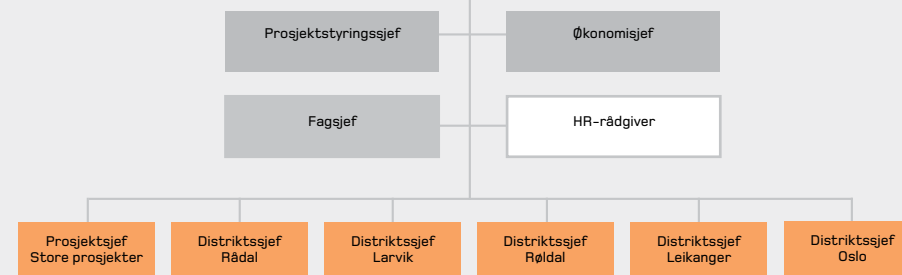 Prosjektstyringssjef
Økonomisjef
Fagsjef
HR-rådgiver
Prosjektsjef
Store prosjekter
Distriktssjef
Rådal
Distriktssjef
Larvik
Distriktssjef
Røldal
Distriktssjef
Leikanger
Distriktssjef
Oslo